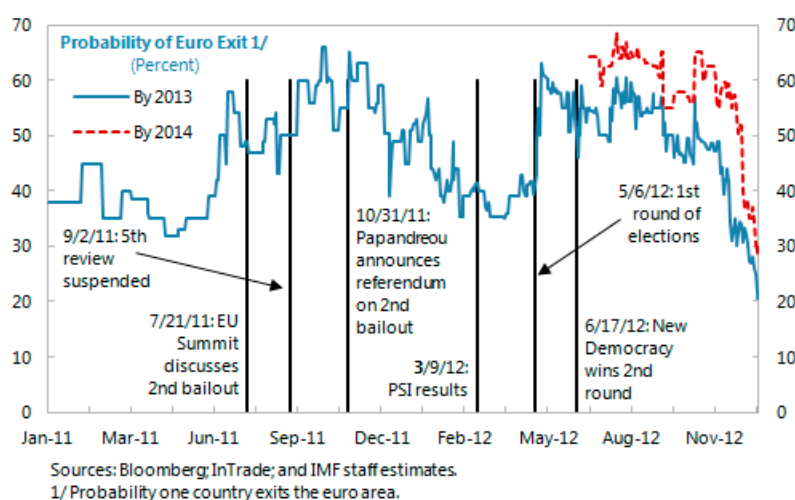 Probability of Euro Exit 1/
(Percent)
By 2013
By 2014
70
60
50
40
30
20
10
0
70
60
50
40
30
20
10
0
9/2/11: 5th
review
suspended
7/21/11: EU
Summit
discusses
2nd bailout
10/31/11:
Papandreou
announces
referendum
on 2nd
bailout
3/9/12:
PSI results
5/6/12: 1st
round of
elections
6/17/12: New
Democracy
wins 2nd
round
Jan-11 Mar-11 Jun-11 Sep-11 Dec-11 Feb-12 May-12 Aug-12 Nov-12
Sources: Bloomberg; InTrade; and IMF staff estimates.
1/ Probability one country exits the euro area.